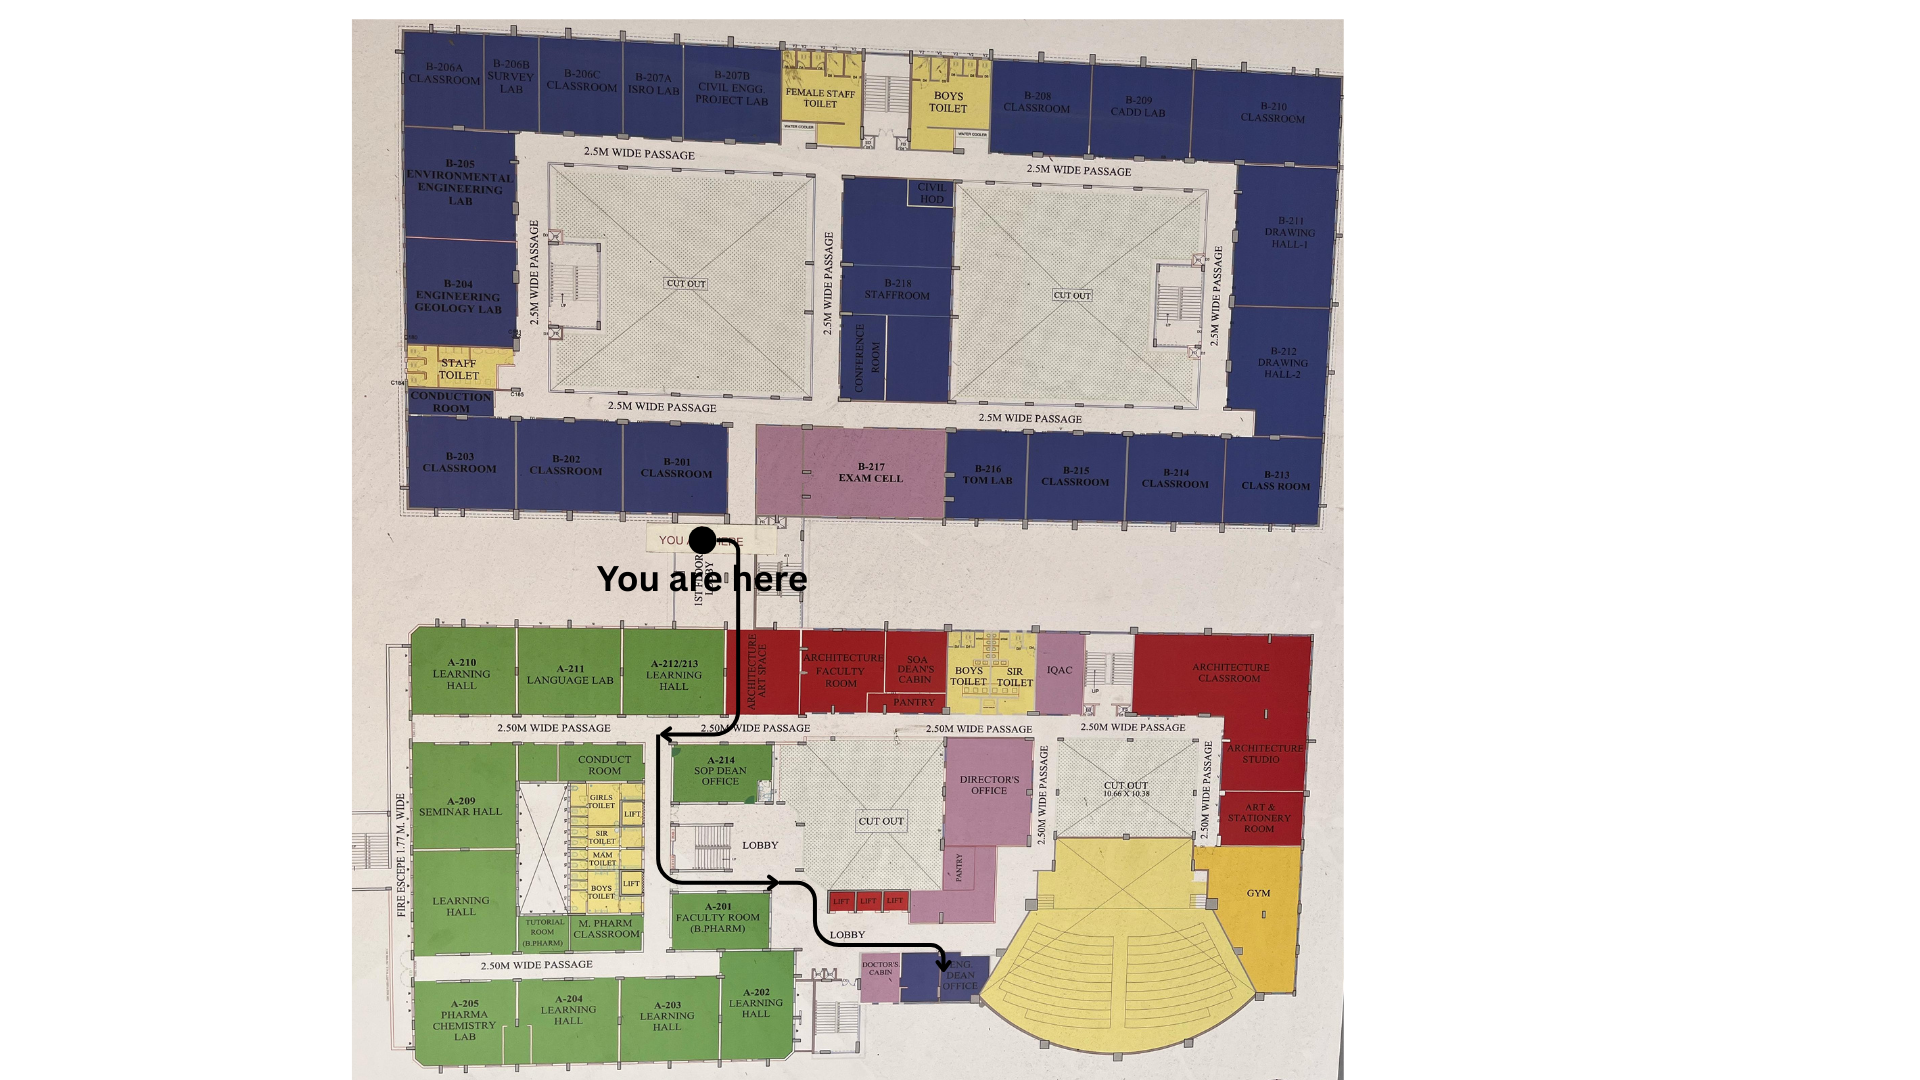 B-206A
CLASSROOM
B-206B
SURVEY
LAB
B-206C
CLASSROOM
B-207A
ISRO LAB
B-207B
CIVIL ENGG.
PROJECT LAB
FEMALE STAFF
TOILET
WATER COOLER
BOYS
TOILET
WATER COOLER
B-208
CLASSROOM
B-209
CADD LAB
B-210
CLASSROOM
2.5M WIDE PASSAGE
2.5M WIDE PASSAGE
B-205
ENVIRONMENTAL
ENGINEERING
LAB
CIVIL
HOD
B-211
DRAWING
HALL-1
2.5M WIDE PASSAGE
CUT OUT
UP
2.5M WIDE PASSAGE
B-218
STAFFROOM
CUT OUT
UP
2.5M WIDE PASSAGE
B-204
ENGINEERING
GEOLOGY LAB
CONFERENCE
ROOM
B-212
DRAWING
HALL-2
STAFF
TOILET
C184
C185
CONDUCTION
ROOM
2.5M WIDE PASSAGE
2.5M WIDE PASSAGE
B-203
CLASSROOM
B-202
CLASSROOM
B-201
CLASSROOM
B-217
EXAM CELL
B-216
TOM LAB
B-215
CLASSROOM
B-214
CLASSROOM
B-213
CLASS ROOM
YOU A HERE
You are here
1ST FLOOR
LOBBY
A-210
LEARNING
HALL
A-211
LANGUAGE LAB
A-212/213
LEARNING
HALL
ARCHITECTURE
ART SPACE
ARCHITECTURE
FACULTY
ROOM
SOA
DEAN'S
CABIN
PANTRY
BOYS
TOILET
SIR
TOILET
IQAC
UP
ARCHITECTURE
CLASSROOM
2.50M WIDE PASSAGE
2.50M WIDE PASSAGE
2.50M WIDE PASSAGE
2.50M WIDE PASSAGE
CONDUCT
ROOM
A-214
SOP DEAN
OFFICE
DIRECTOR'S
OFFICE
2.50M WIDE PASSAGE
CUT OUT
10.66 X 10.38
2.50M WIDE PASSAGE
ARCHITECTURE
STUDIO
A-209
SEMINAR HALL
GIRLS
TOILET
LIFT
SIR
TOILET
MAM
TOILET
BOYS
TOILET
LIFT
LOBBY
CUT OUT
ART &
STATIONERY
ROOM
FIRE ESCEPE 1.77 M. WIDE
LEARNING
HALL
PANTRY
GYM
LIFT
LIFT
LIFT
TUTORIAL
ROOM
(B.PHARM)
M. PHARM
CLASSROOM
A-201
FACULTY ROOM
(B.PHARM)
LOBBY
2.50M WIDE PASSAGE
DOCTOR'S
CABIN
ENG.
DEAN
OFFICE
A-205
PHARMA
CHEMISTRY
LAB
A-204
LEARNING
HALL
A-203
LEARNING
HALL
A-202
LEARNING
HALL